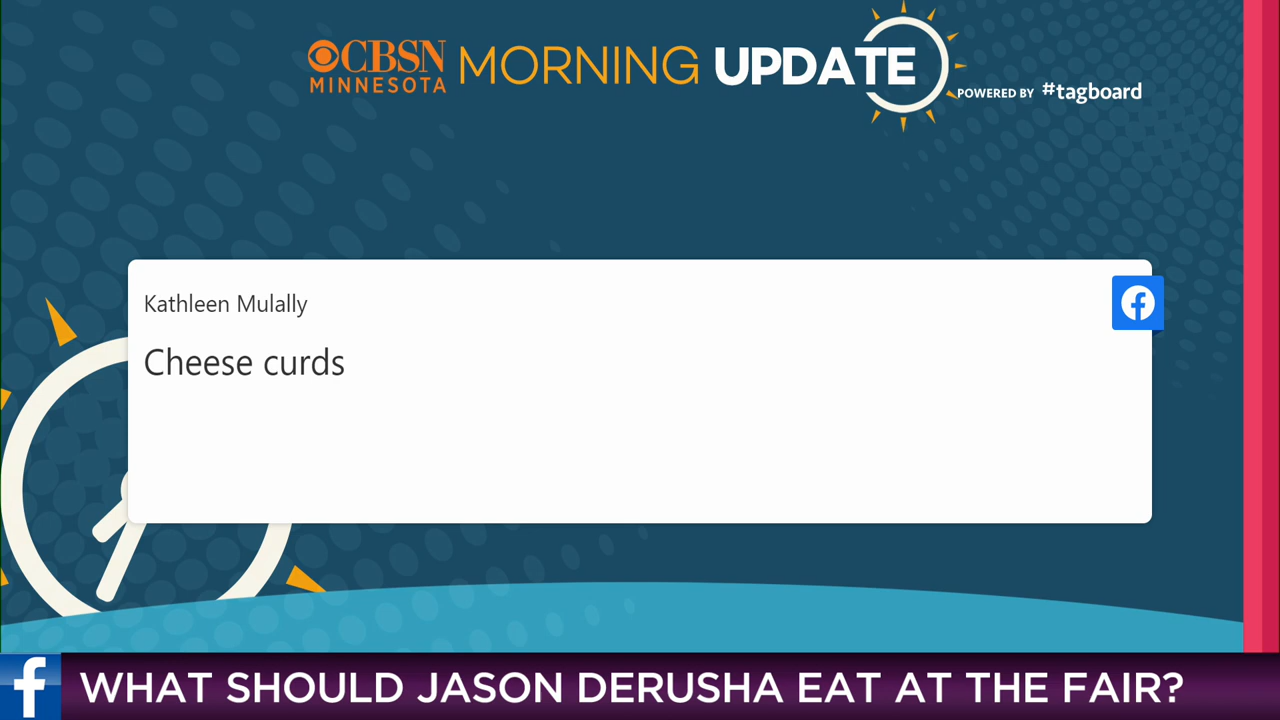 CBSN MINNESOTA MORNING UPDATE
POWERED BY #tagboard
Kathleen Mulally
Cheese curds
WHAT SHOULD JASON DERUSHA EAT AT THE FAIR?